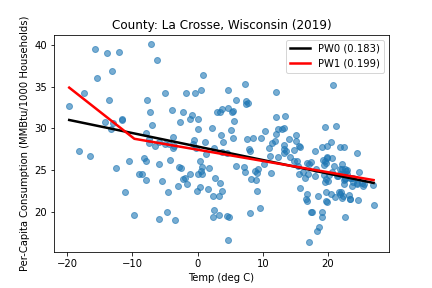 County: La Crosse, Wisconsin (2019)
Per-Capita Consumption (MMBtu/1000 Households)
40
35
30
25
20
PW0 (0.183)
PW1 (0.199)
−20 −10 0 10 20
Temp (deg C)